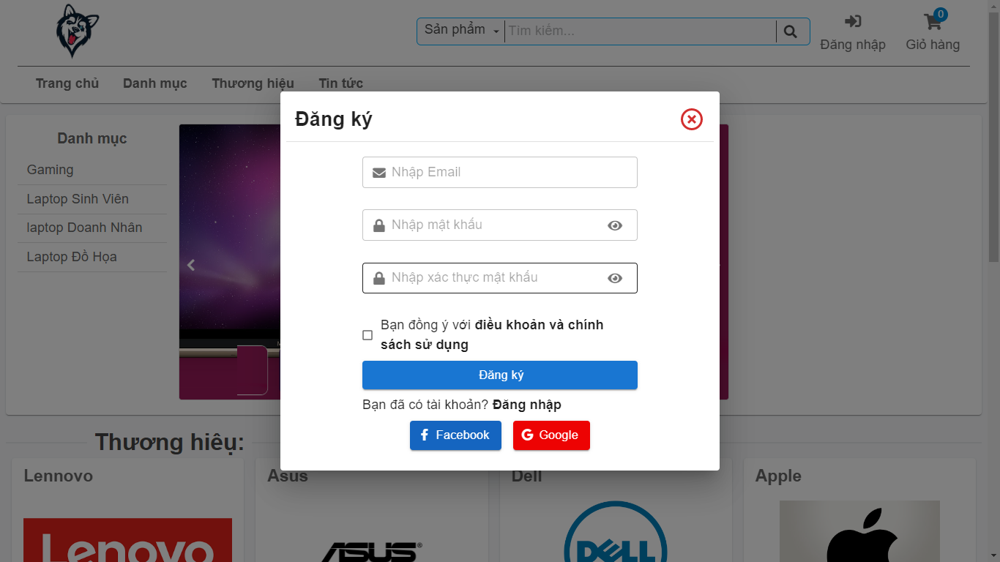 Sản phẩm
Tìm kiếm...
0
Đăng nhập
Giỏ hàng
Trang chủ
Danh mục
Thương hiệu
Tin tức
Danh mục
Gaming
Laptop Sinh Viên
laptop Doanh Nhân
Laptop Đồ Họa
Đăng ký
Nhập Email
Nhập mật khẩu
Nhập xác thực mật khẩu
Bạn đồng ý với điều khoản và chính
sách sử dụng
Đăng ký
Bạn đã có tài khoản? Đăng nhập
Facebook
Google
Thương hiệu:
Lennovo
Asus
Dell
Apple
Lenovo
ASUS®
DELL